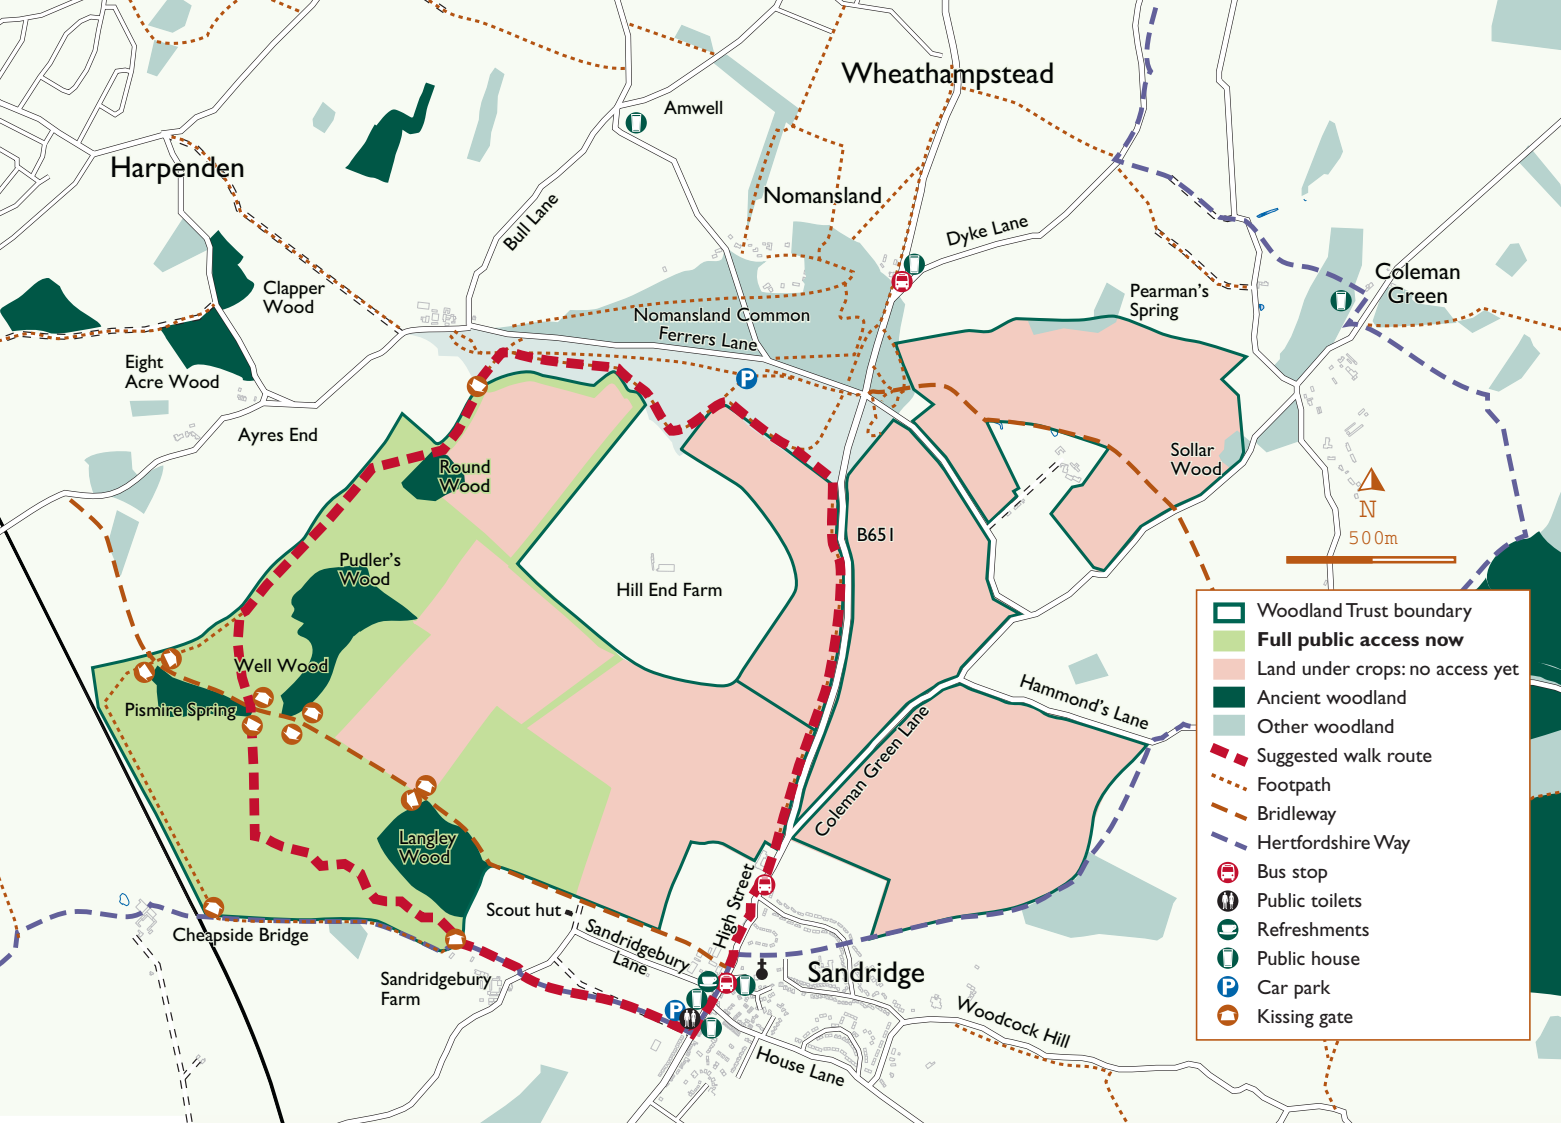 Wheathampstead
Amwell
Harpenden
Nomansland
Bull Lane
Dyke Lane
Clapper
Wood
Coleman
Green
Pearman's
Spring
Nomansland Common
Ferrers Lane
Eight
Acre Wood
P
Ayres End
Round
Wood
Sollar
Wood
N
500m
B651
Pudler's
Wood
Hill End Farm
Well Wood
Pismire Spring
Hammond's Lane
Coleman Green Lane
Langley
Wood
High Street
Scout hut
Cheapside Bridge
Sandridgebury
Lane
Sandridge
Sandridgebury
Farm
P
Woodcock Hill
House Lane
Woodland Trust boundary
Full public access now
Land under crops: no access yet
Ancient woodland
Other woodland
Suggested walk route
Footpath
Bridleway
Hertfordshire Way
Bus stop
Public toilets
Refreshments
Public house
P Car park
Kissing gate